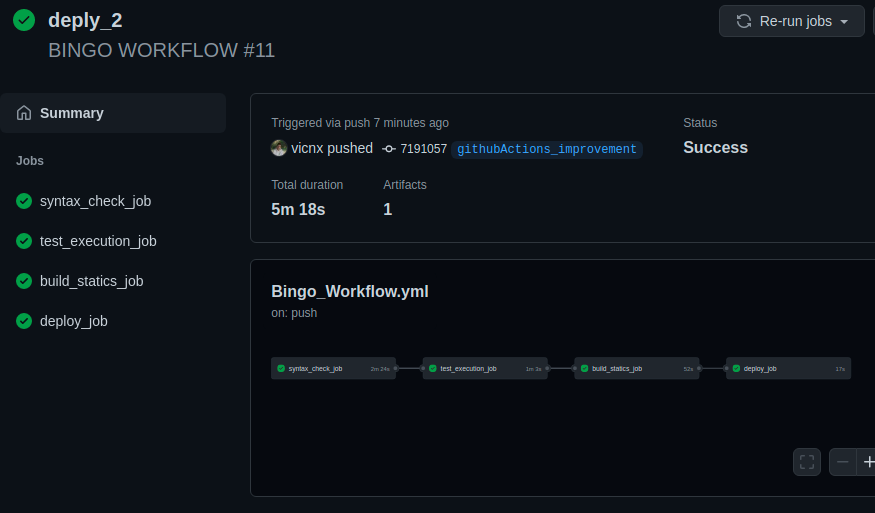 deply_2
Re-run jobs
BINGO WORKFLOW #11
Summary
Jobs
syntax_check_job
test_execution_job
build_statics_job
deploy_job
Triggered via push 7 minutes ago
Status
vicnx pushed 7191057 githubActions_improvement
Success
Total duration
Artifacts
5m 18s
1
Bingo_Workflow.yml
on: push
syntax_check_job 2m 24s
test_execution_job 1m 3s
build_statics_job 52s
deploy_job 17s